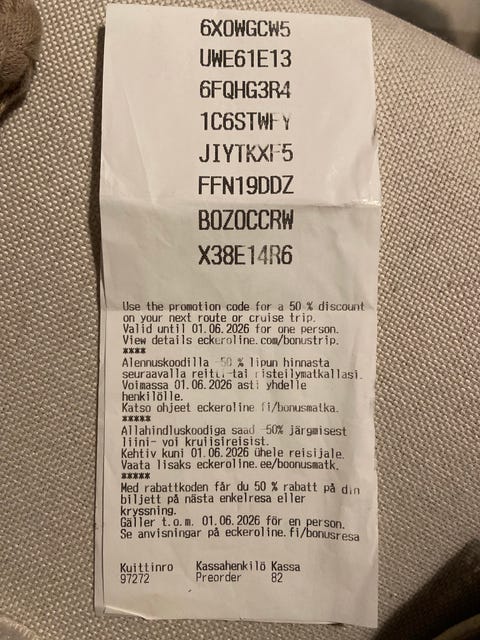 6XOWGCW5
UWE61E13
6FQHG3R4
1C6STWFY
JIYTKXF5
FFN19DDZ
BOZOCCRW
X38E14R6
Use the promotion code for a 50 % discount
on your next route or cruise trip.
Valid until 01.06.2026 for one person.
View details eckeroline.com/bonustrip.
****
Alennuskoodilla -50 % lipun hinnasta
seuraavalla reitti-tai risteilymatkallasi.
Voimassa 01.06.2026 asti yhdelle
henkilölle.
Katso ohjeet eckeroline fi/bonusmatka.
*****
Allahindluskoodiga saad -50% järgmisest
liini- voi kruiisireisist.
Kehtiv kuni 01.06.2026 ühele reisijale.
Vaata lisaks eckeroline.ee/boonusmatk.
*****
Med rabattkoden får du 50 % rabatt på din
biljett på nästa enkelresa eller
kryssning.
Gäller t.o.m. 01.06.2026 för en person.
Se anvisningar på eckeroline.fi/bonusresa
Kuittinro Kassahenkilö Kassa
97272 Preorder 82